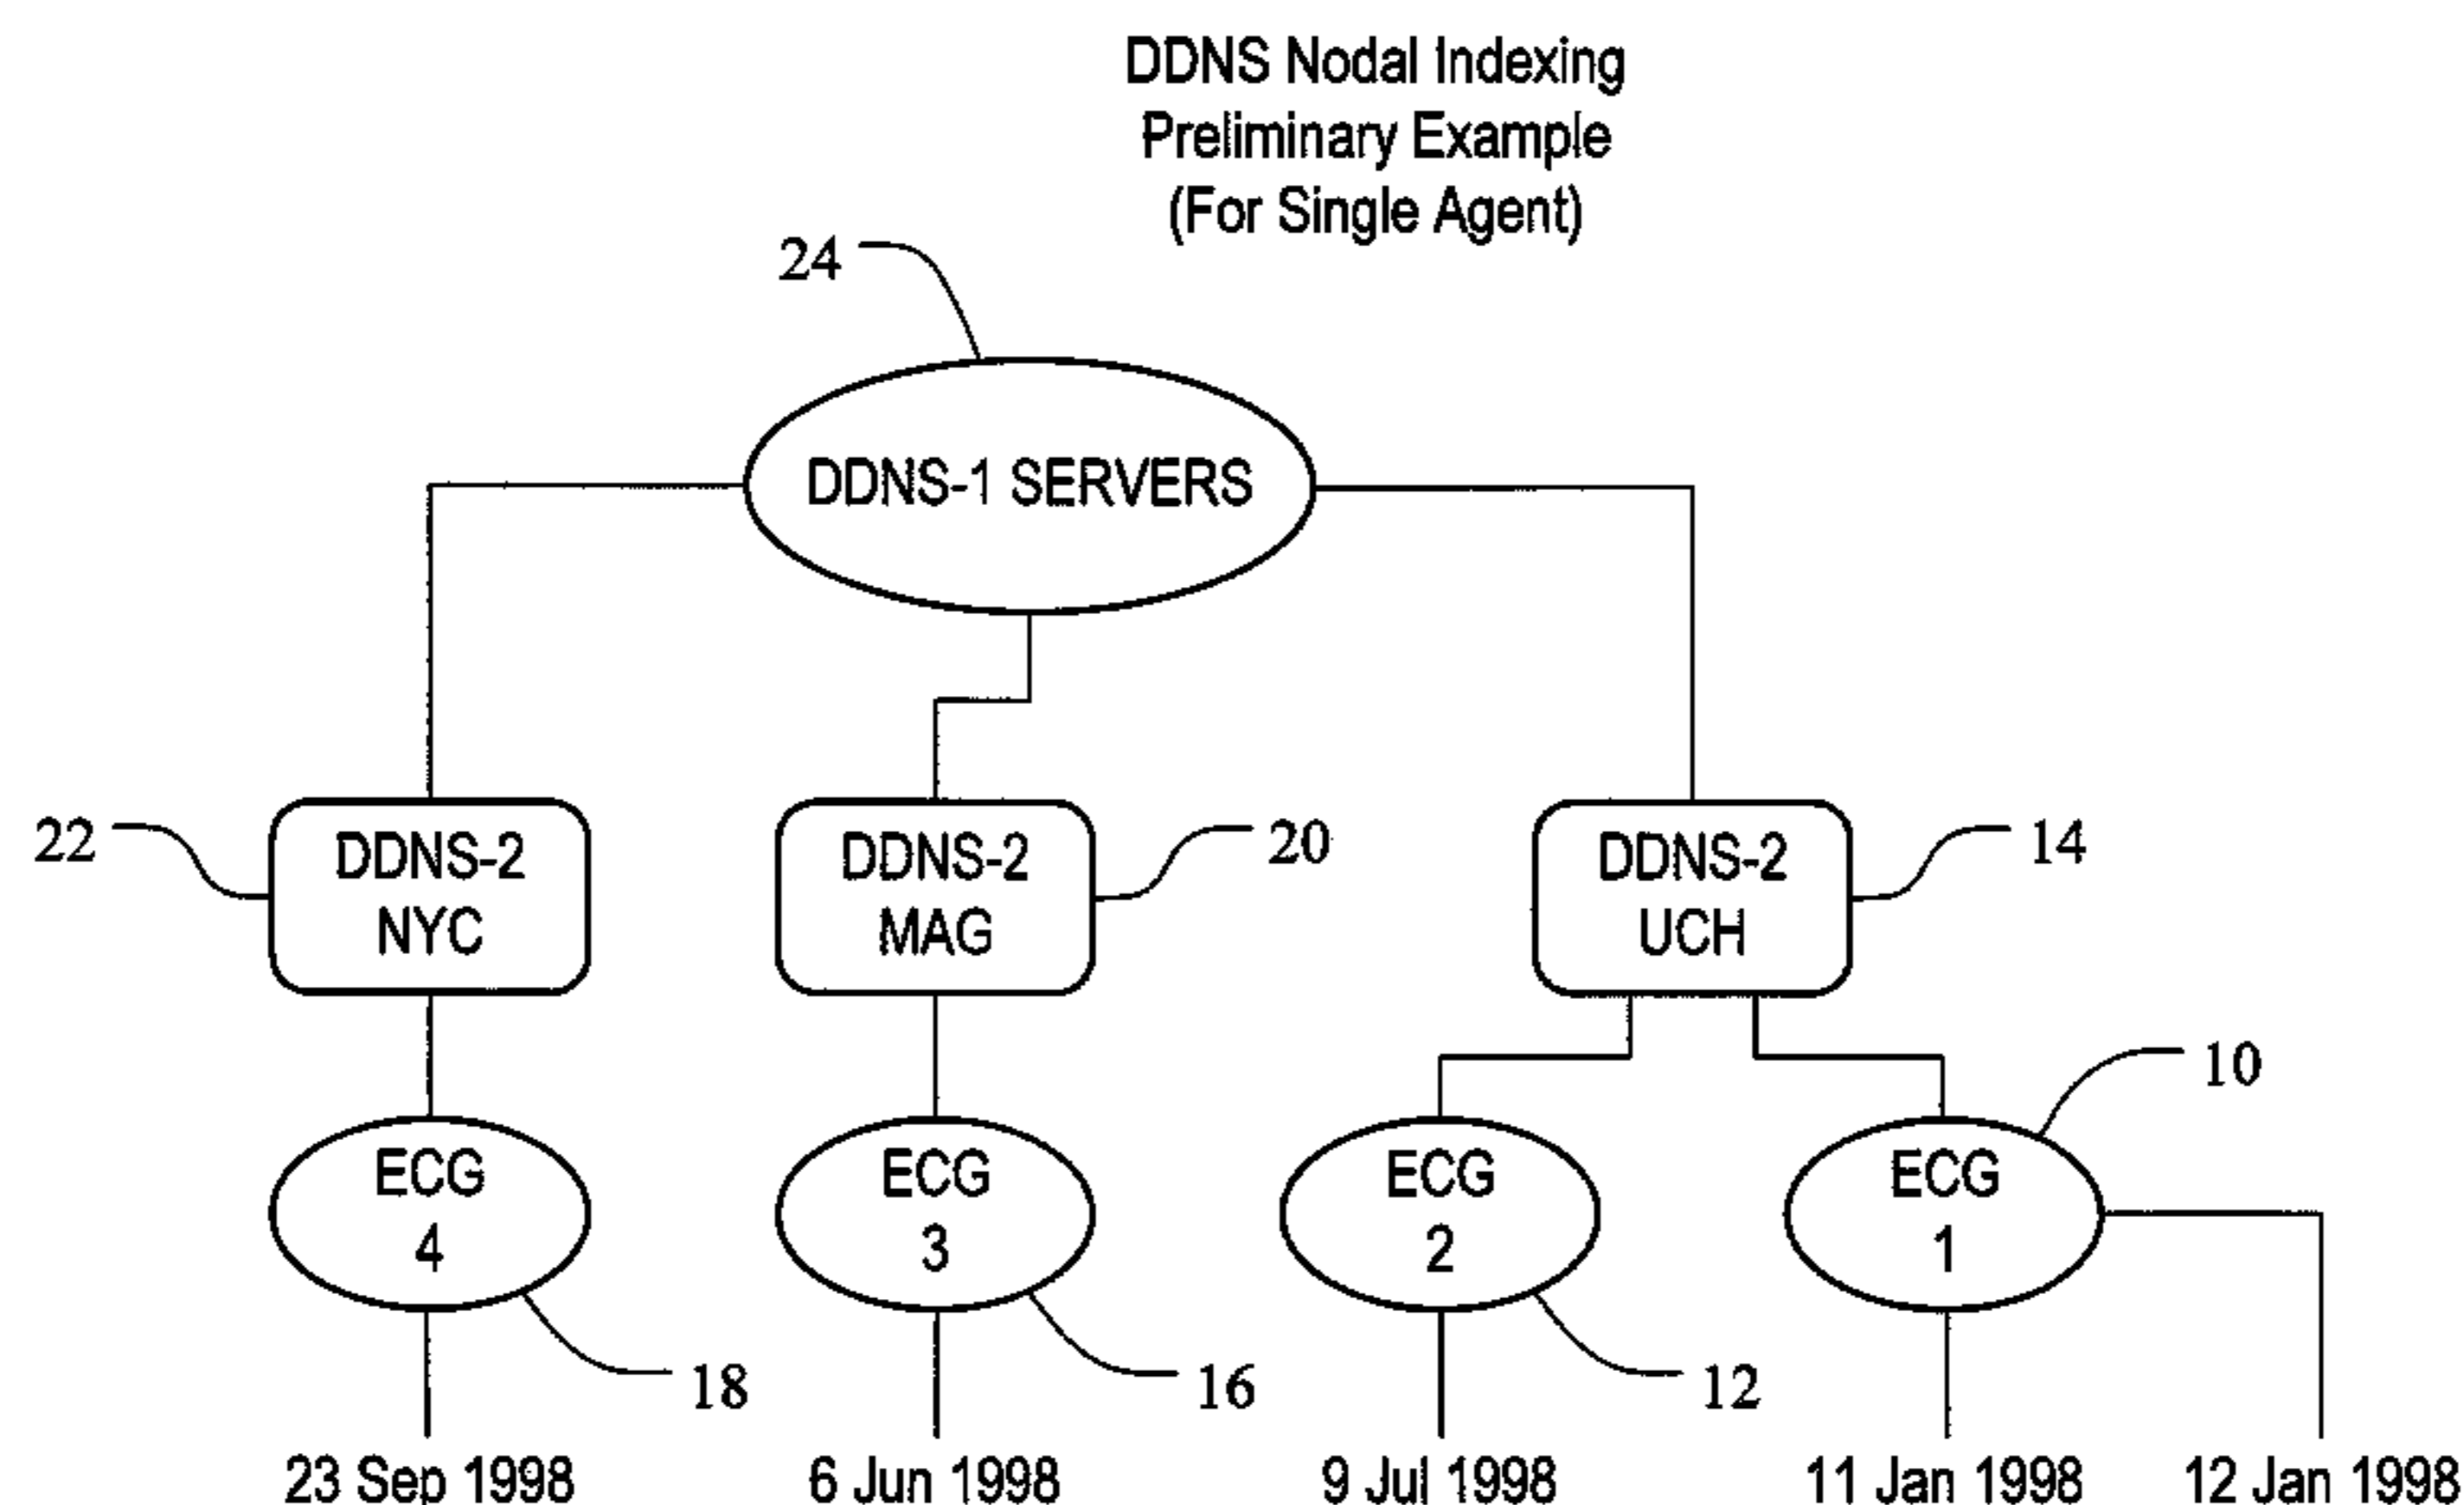 DDNS Nodal Indexing
Preliminary Example
(For Single Agent)
24
DDNS-1 SERVERS
22
DDNS-2
NYC
DDNS-2
MAG
20
DDNS-2
UCH
14
10
ECG
4
ECG
3
ECG
2
ECG
1
18
16
12
23 Sep 1998
6 Jun 1998
9 Jul 1998
11 Jan 1998
12 Jan 1998